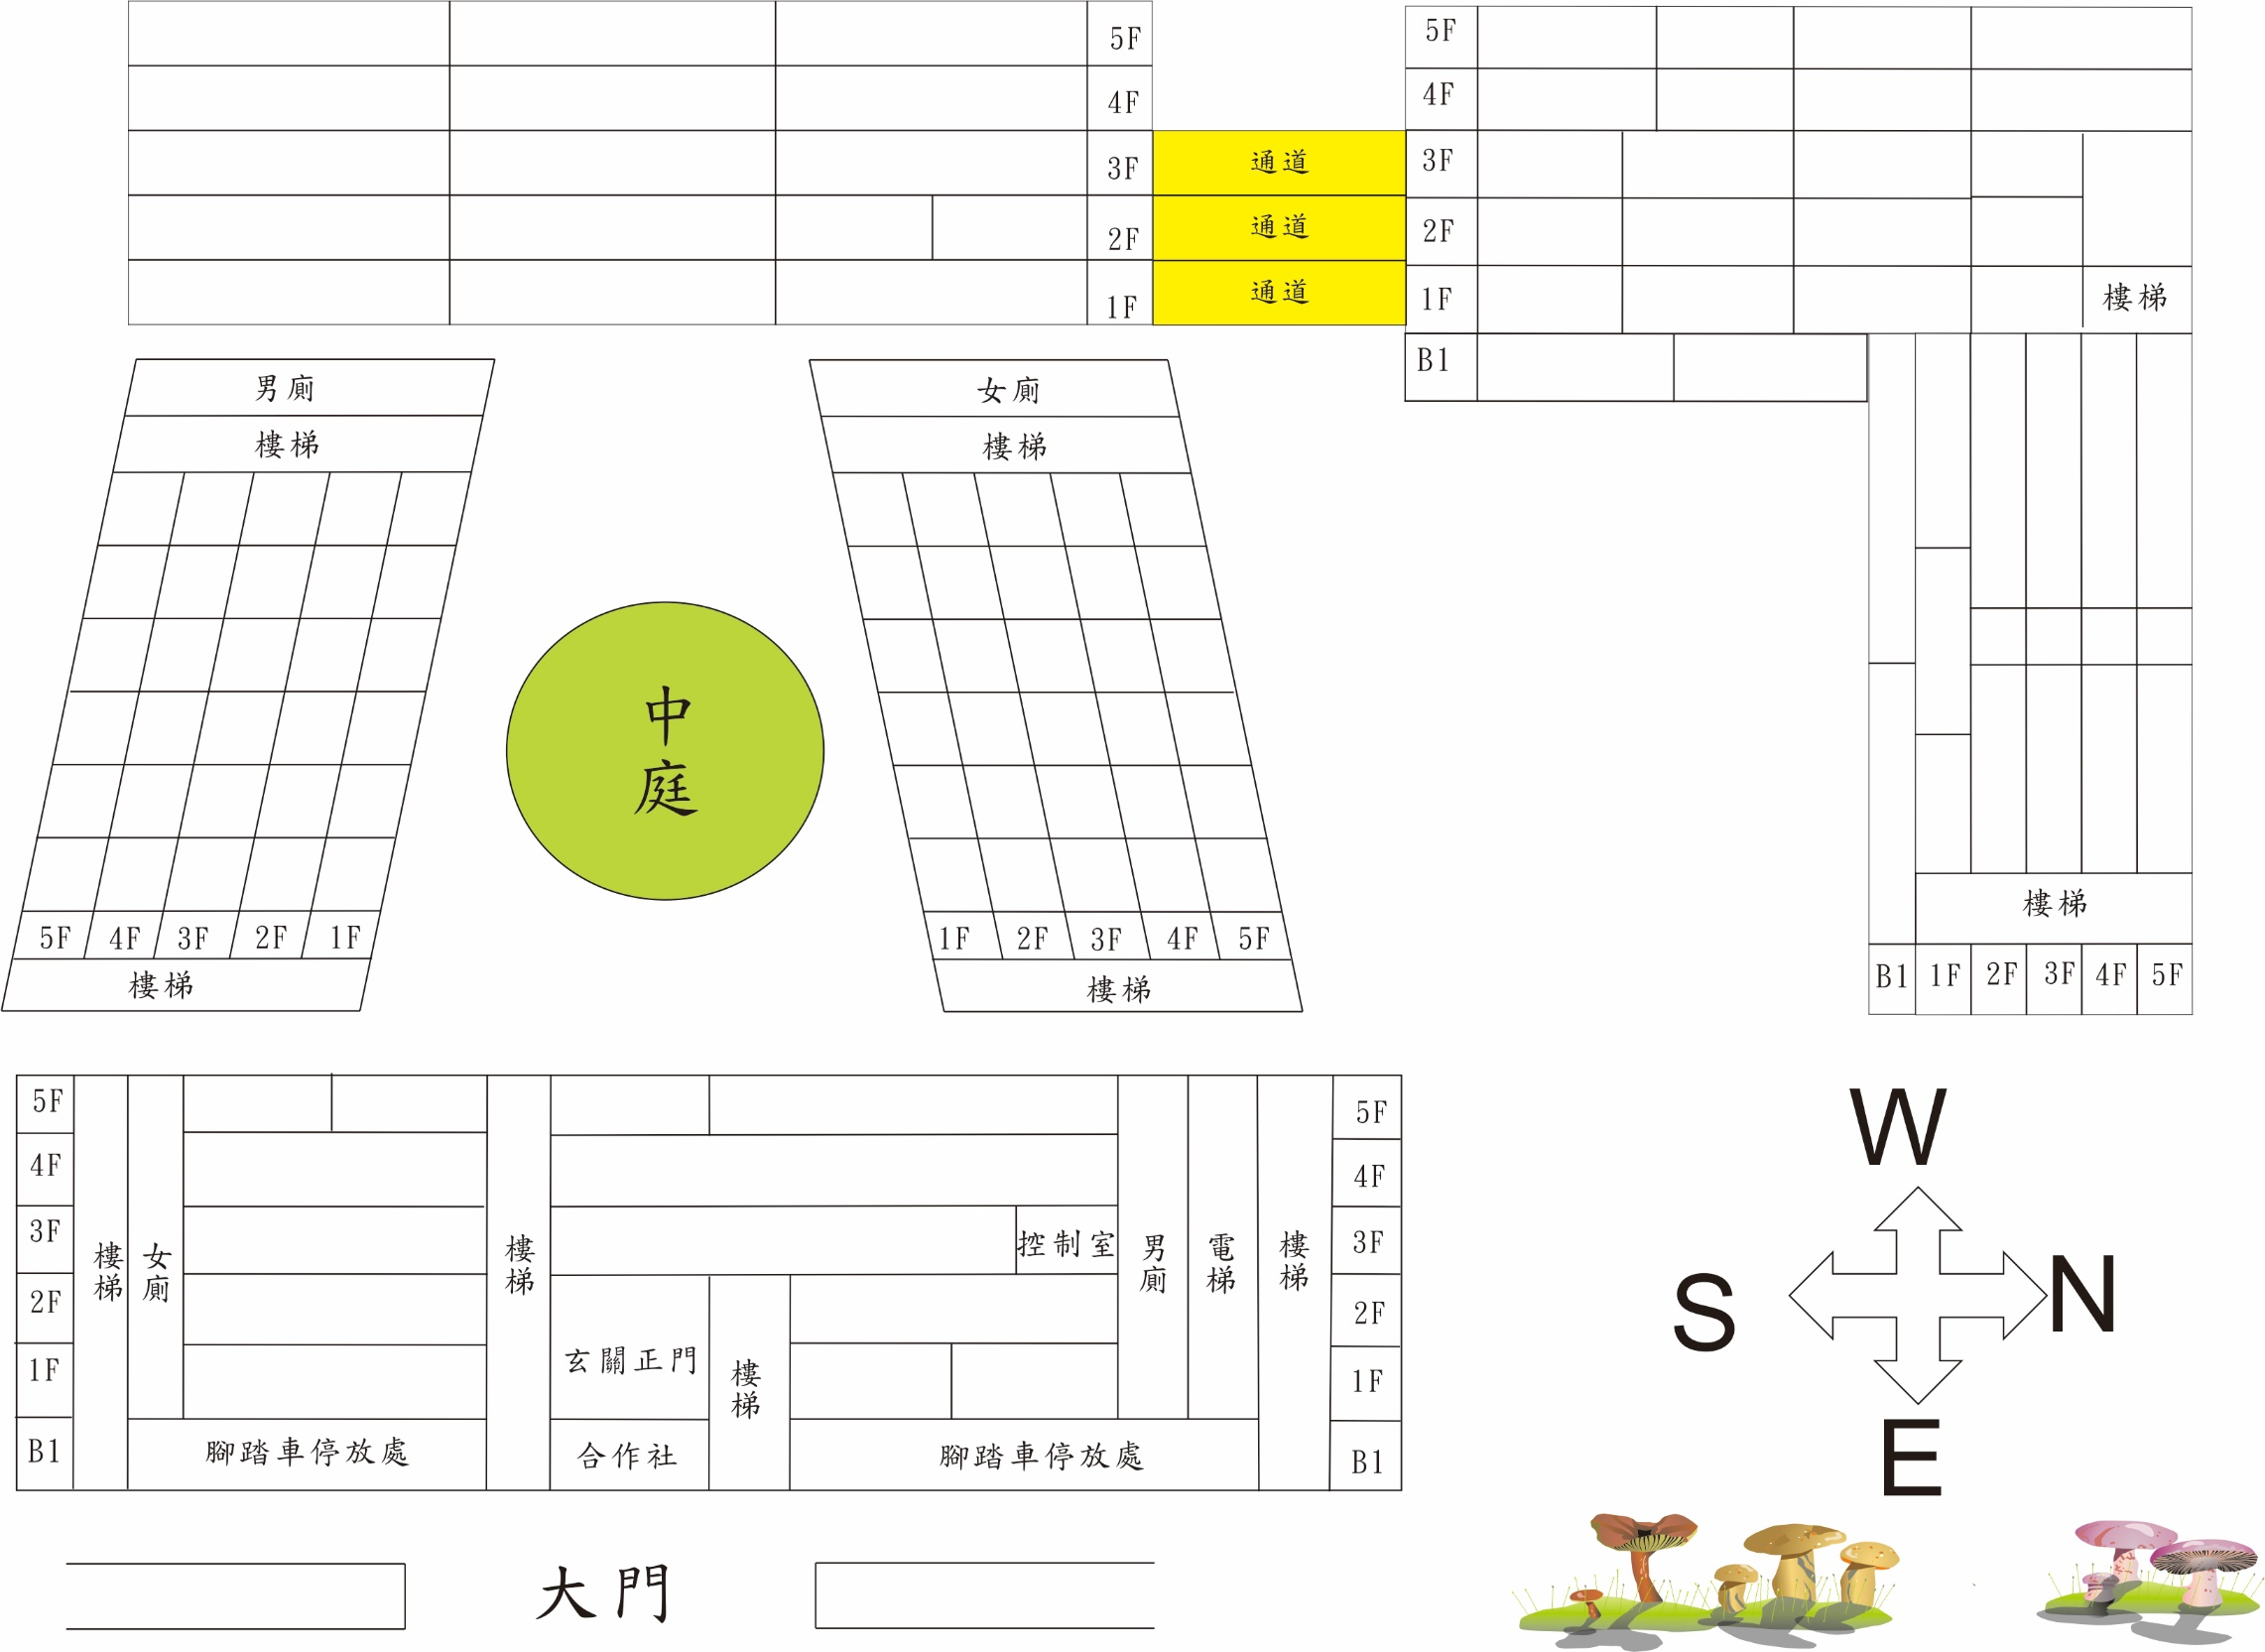 5F
4F
3F
2F
1F
通道
通道
通道
5F
4F
3F
2F
1F
樓梯
B1
男廁
樓梯
5F 4F 3F 2F 1F
樓梯
中庭
女廁
樓梯
1F 2F 3F 4F 5F
樓梯
樓梯
B1 1F 2F 3F 4F 5F
5F
4F
3F
2F
1F
B1
樓梯
女廁
腳踏車停放處
樓梯
控制室
玄關正門
合作社
樓梯
腳踏車停放處
男廁
電梯
樓梯
5F
4F
3F
2F
1F
B1
W
S
N
E
大門